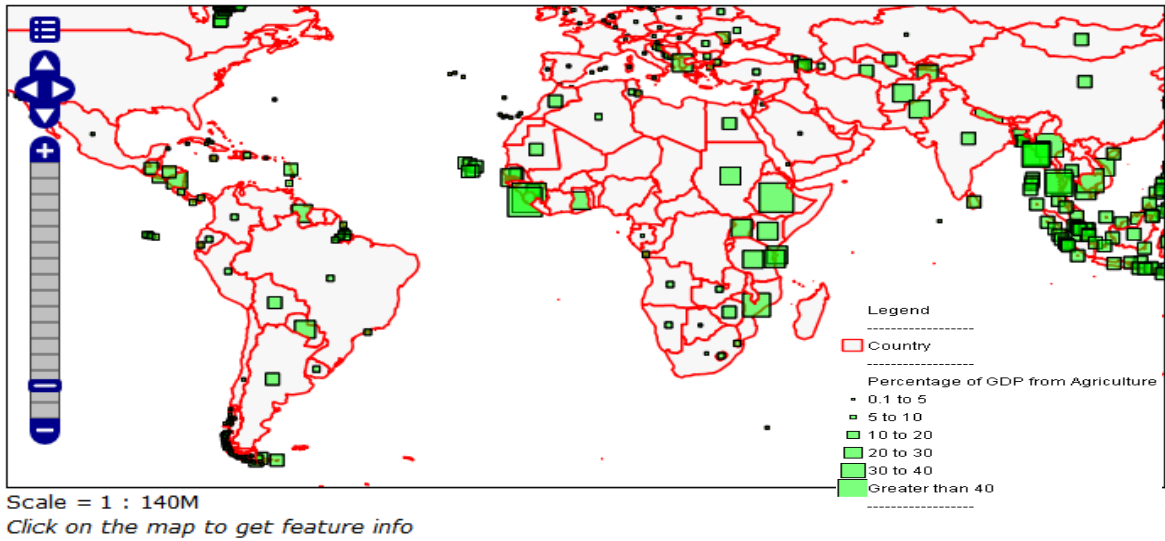 Legend
------------------
Country
------------------
Percentage of GDP from Agriculture
0.1 to 5
5 to 10
10 to 20
20 to 30
30 to 40
Greater than 40
------------------
Scale = 1 : 140M
Click on the map to get feature info